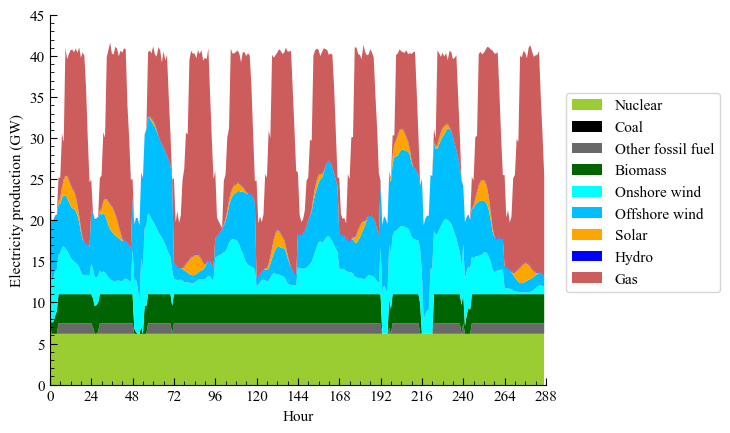 Electricity production (GW)
45
40
35
30
25
20
15
10
5
0
0 24 48 72 96 120 144 168 192 216 240 264 288
Hour
Nuclear
Coal
Other fossil fuel
Biomass
Onshore wind
Offshore wind
Solar
Hydro
Gas